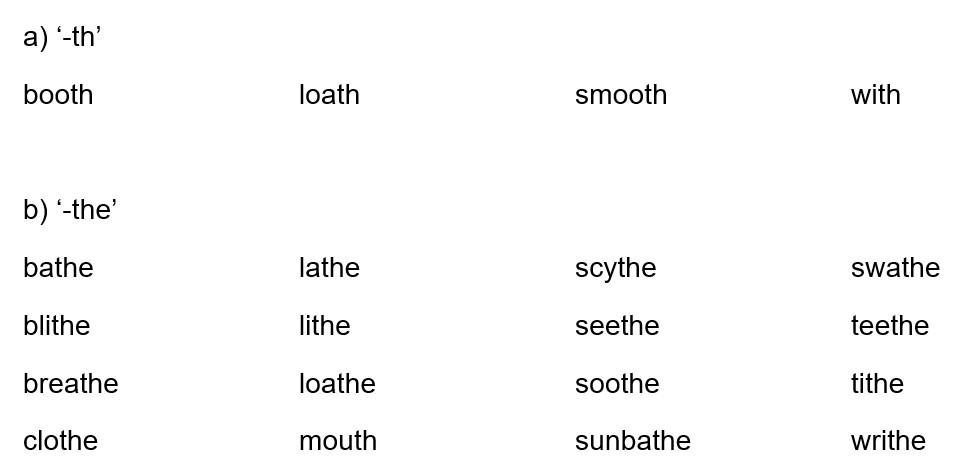 a) ‘-th’
booth loath smooth with
b) ‘-the’
bathe lathe scythe swathe
blithe lithe seethe teethe
breathe loathe soothe tithe
clothe mouth sunbathe writhe